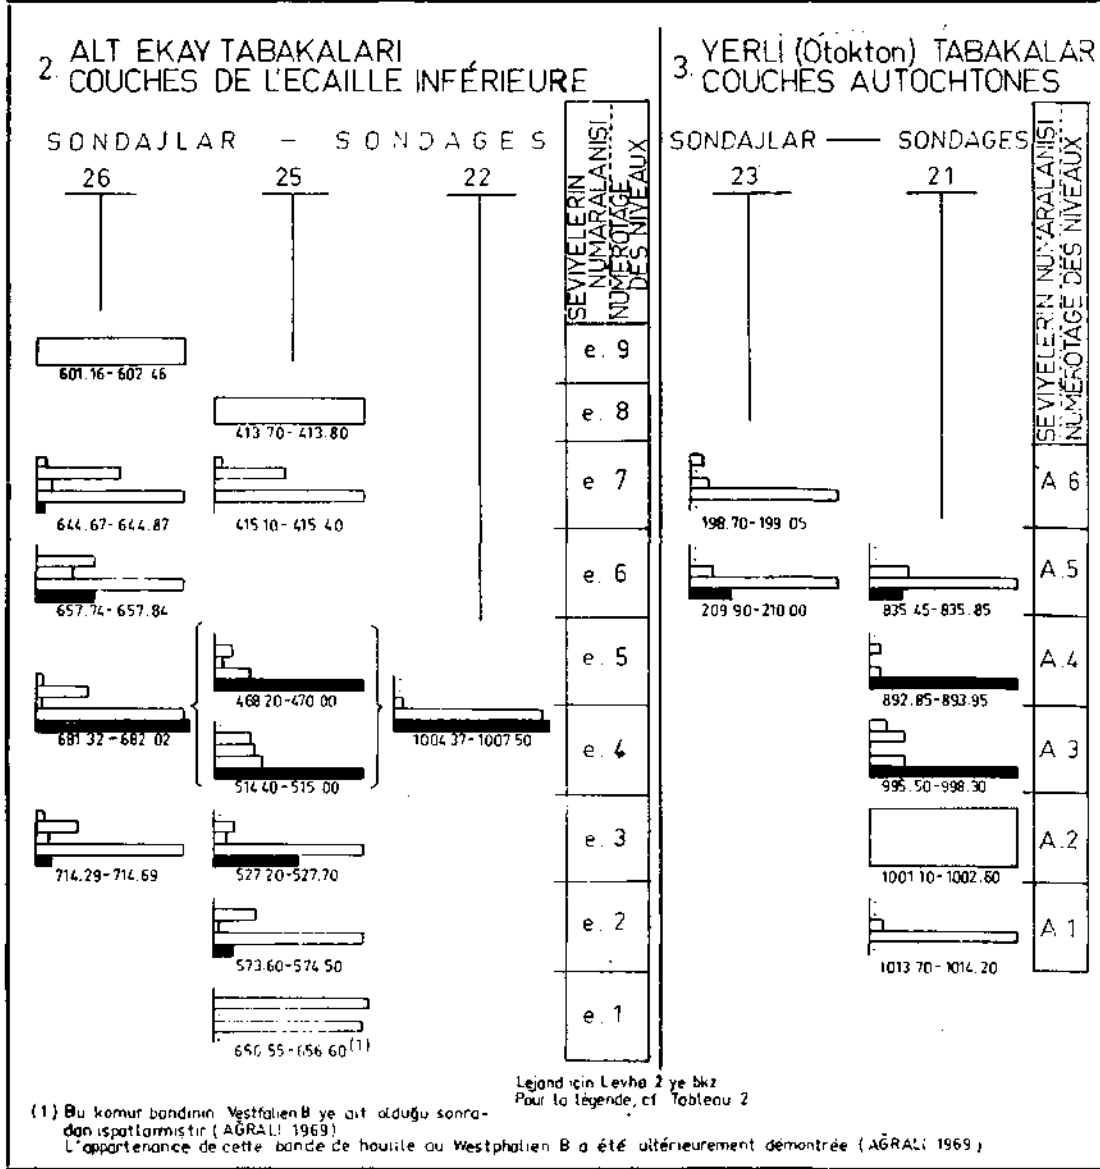 2. ALT EKAY TABAKALARI
COUCHES DE L'ECAILLE INFÉRIEURE
SONDAJLAR – SONDAGES
26 25 22
SEVIYELERIN
NUMARALANISI
NUMÉROTAGE
DES NIVEAUX
601.16-602.46
e. 9
413.70-413.80
e. 8
644.67-644.87
415.10-415.40
e 7
657.74-657.84
e. 6
468 20-470 00
e. 5
681.32-682.02
1004.37-1007.50
514 40-515.00
e. 4
714.29-714.69
527 20-527.70
e. 3
573.60-574 50
e. 2
656 55-656 60(1)
e. 1
3. YERLİ (Ötokton) TABAKALAR
COUCHES AUTOCHTONES
SONDAJLAR — SONDAGES
23 21
SEVIYELERIN NUMARALANISI
NUMÉROTAGE DES NIVEAUX
198.70-199 05
A 6
209 90-210 00
835 45-835.85
A.5
892.85-893.95
A.4
995.50-998.30
A 3
1001 10-1002.60
A.2
1013 70-1014.20
A 1
Lejand için Levha 2 ye bkz
Pour la légende, cf Tableau 2
(1) Bu komur bandının Vestfalien B ye ait olduğu sonra-
dan ispatlanmistir (AĞRALI 1969)
L'appartenance de cette bande de houille au Westphalien B a été ultérieurement démontrée (AĞRALI 1969)